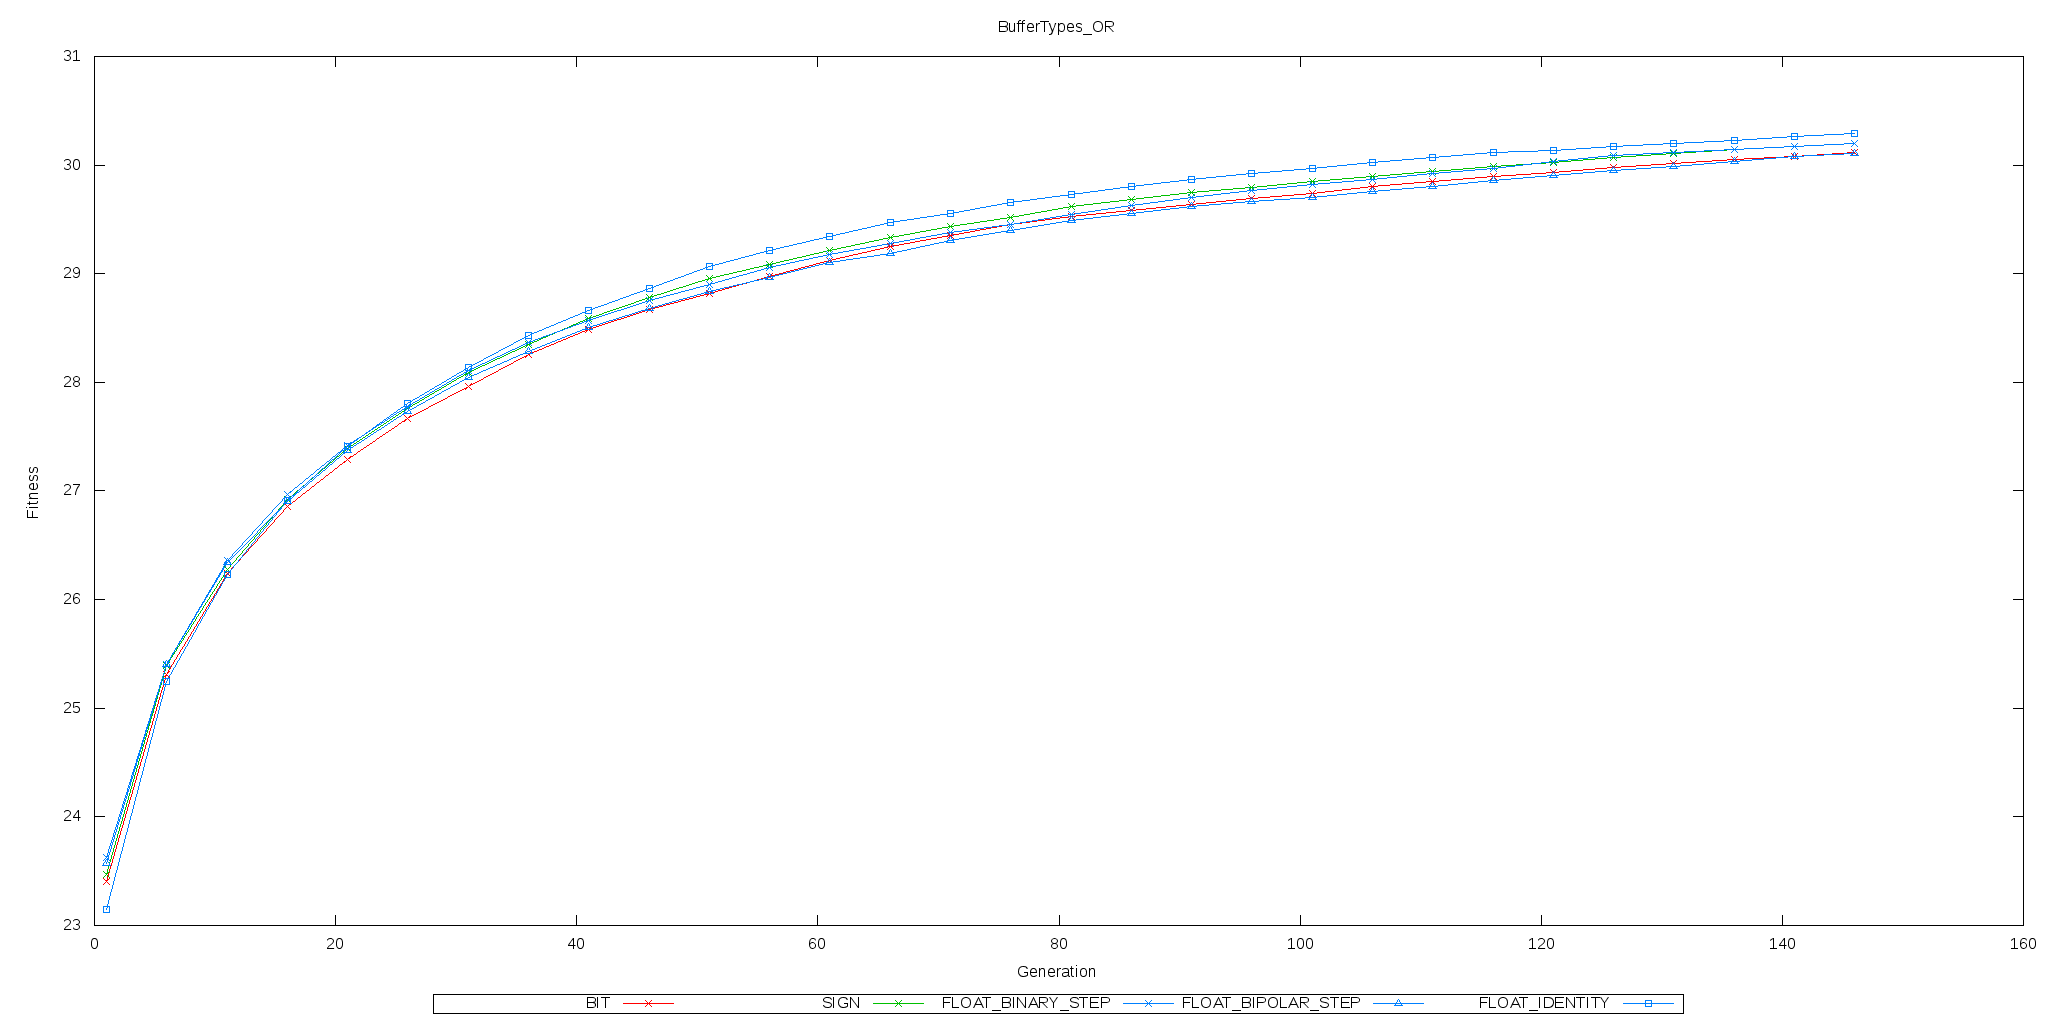 BufferTypes_OR
31
30
29
28
27
26
25
24
23
Fitness
0 20 40 60 80 100 120 140 160
Generation
BIT SIGN FLOAT_BINARY_STEP FLOAT_BIPOLAR_STEP FLOAT_IDENTITY